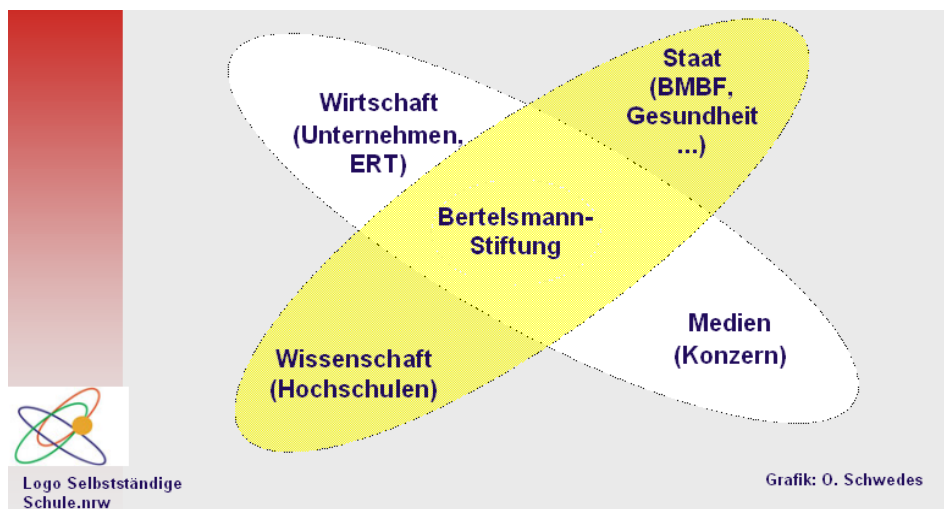 Staat
(BMBF,
Gesundheit
...)
Wirtschaft
(Unternehmen,
ERT)
Bertelsmann-
Stiftung
Medien
(Konzern)
Wissenschaft
(Hochschulen)
Logo Selbstständige
Schule.nrw
Grafik: O. Schwedes